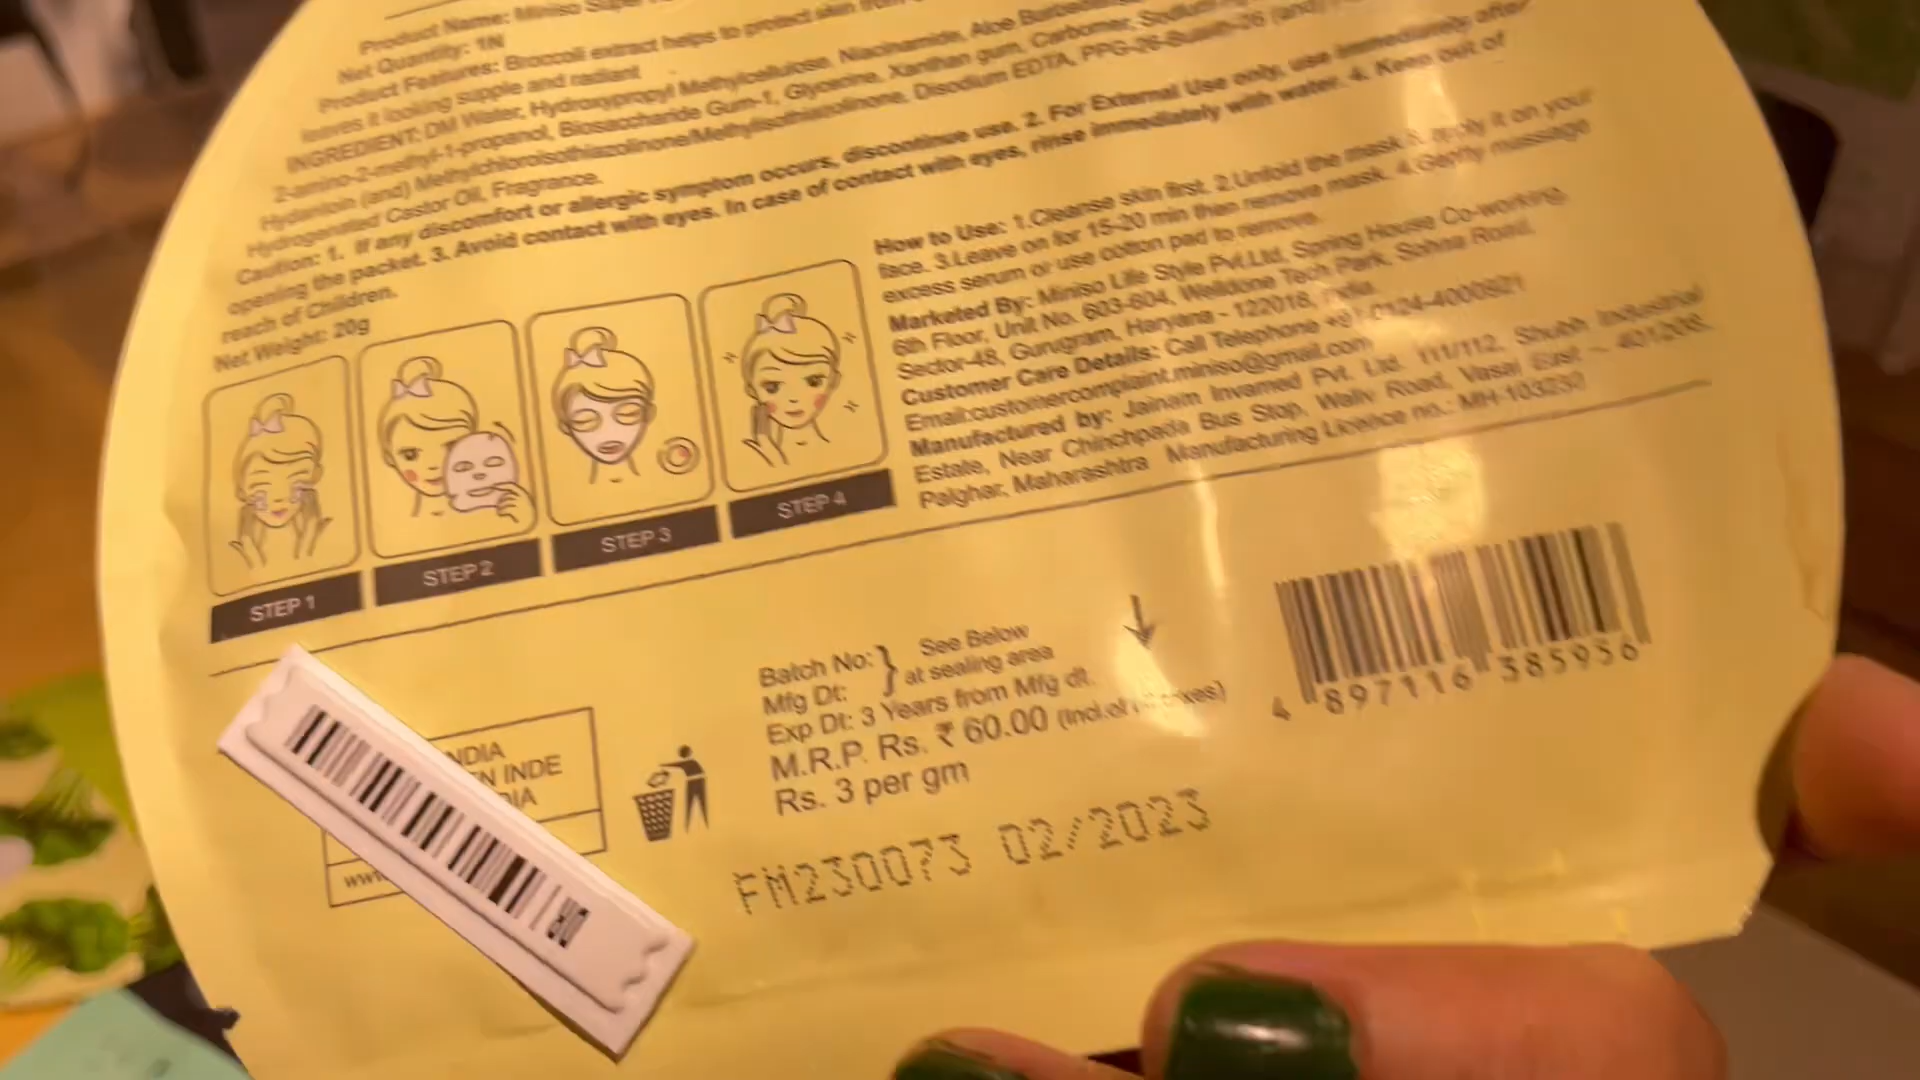 Product Name: Miniso Super
Net Quantity: 1N
Product Features: Broccoli extract helps to protect skin from
leaves it looking supple and radiant
INGREDIENT: DM Water, Hydroxypropyl Methylcellulose, Niacinamide, Aloe
2-amino-2-methyl-1-propanol, Biosaccharide Gum-1, Glycerine, Xanthan gum, Carbomer,
Hydantoin (and) Methylchloroisothiazolinone/Methylisothiazolinone, Disodium EDTA, PPG-26-Buteth-26 (and)
Hydrogenated Castor Oil, Fragrance.
Caution: 1. If any discomfort or allergic symptom occurs, discontinue use. 2. For External Use only, use immediately after
opening the packet. 3. Avoid contact with eyes. In case of contact with eyes, rinse immediately with water. 4. Keep out of
reach of Children.
Net Weight: 20g
How to Use: 1.Cleanse skin first. 2.Unfold the mask 3. apply it on your
face. 3.Leave on for 15-20 min then remove mask. 4.Gently massage
excess serum or use cotton pad to remove.
Marketed By: Miniso Life Style Pvt.Ltd, Spring House Co-working,
6th Floor, Unit No. 603-604, Welldone Tech Park, Sohna Road,
Sector-48, Gurugram, Haryana - 122018, India.
Customer Care Details: Call Telephone +91-0124-4000921
Email:customercomplaint.miniso@gmail.com
Manufactured by: Jainam Invamed Pvt. Ltd. 111/112, Shubh Industrial
Estate, Near Chinchpada Bus Stop, Waliv Road, Vasai East - 401208,
Palghar, Maharashtra Manufacturing Licence no.:
STEP 1
STEP 2
STEP 3
STEP 4
Batch No: } See Below
Mfg Dt: at sealing area
Exp Dt: 3 Years from Mfg dt.
M.R.P. Rs. ₹ 60.00 (Incl.of
Rs. 3 per gm
FM230073 02/2023
4 897116 385956
NDIA
N INDE
DIA
ww